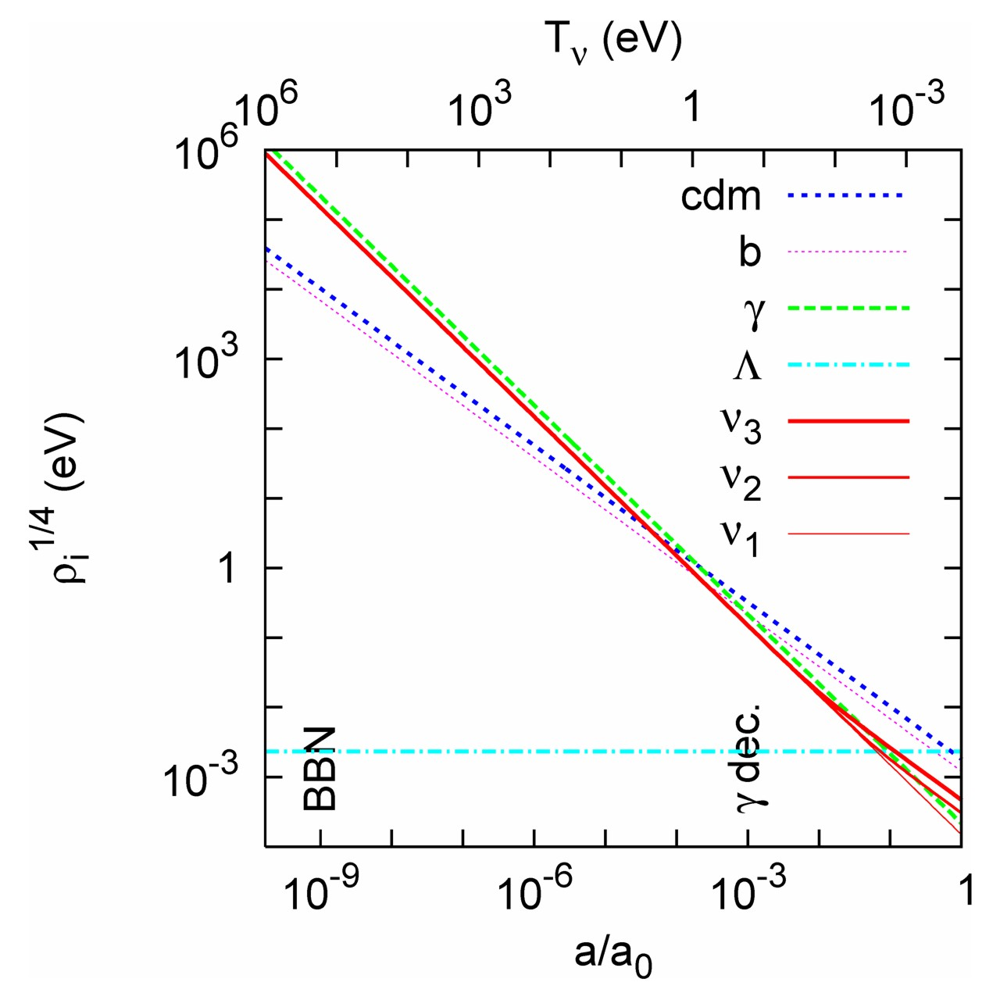 T_ν (eV)
10^6 10^3 1 10^-3
10^6
10^3
1
10^-3
ρ_i^1/4 (eV)
cdm
b
γ
Λ
ν_3
ν_2
ν_1
BBN
γ dec.
10^-9 10^-6 10^-3 1
a/a_0